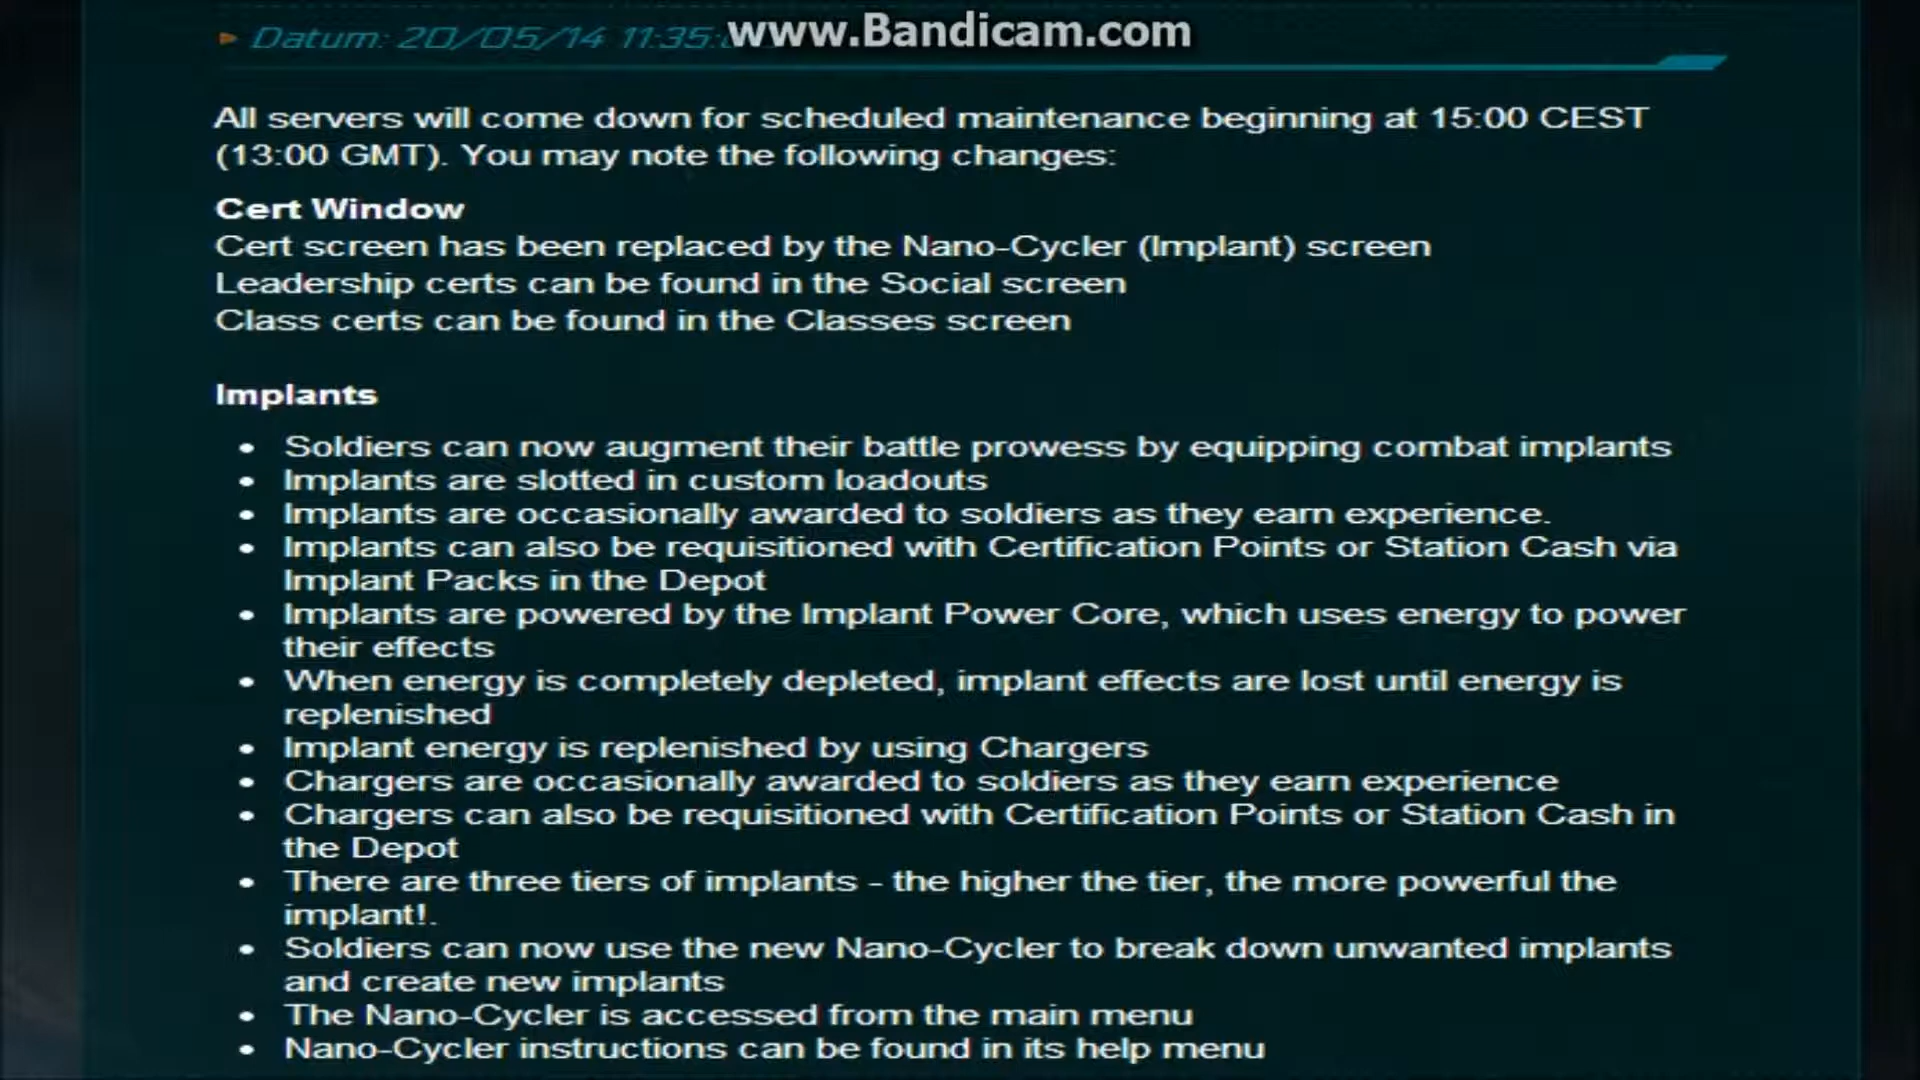 www.Bandicam.com
Datum: 20/05/14 11:35:
All servers will come down for scheduled maintenance beginning at 15:00 CEST
(13:00 GMT). You may note the following changes:
Cert Window
Cert screen has been replaced by the Nano-Cycler (Implant) screen
Leadership certs can be found in the Social screen
Class certs can be found in the Classes screen
Implants
• Soldiers can now augment their battle prowess by equipping combat implants
• Implants are slotted in custom loadouts
• Implants are occasionally awarded to soldiers as they earn experience.
• Implants can also be requisitioned with Certification Points or Station Cash via
Implant Packs in the Depot
• Implants are powered by the Implant Power Core, which uses energy to power
their effects
• When energy is completely depleted, implant effects are lost until energy is
replenished
• Implant energy is replenished by using Chargers
• Chargers are occasionally awarded to soldiers as they earn experience
• Chargers can also be requisitioned with Certification Points or Station Cash in
the Depot
• There are three tiers of implants - the higher the tier, the more powerful the
implant!.
• Soldiers can now use the new Nano-Cycler to break down unwanted implants
and create new implants
• The Nano-Cycler is accessed from the main menu
• Nano-Cycler instructions can be found in its help menu